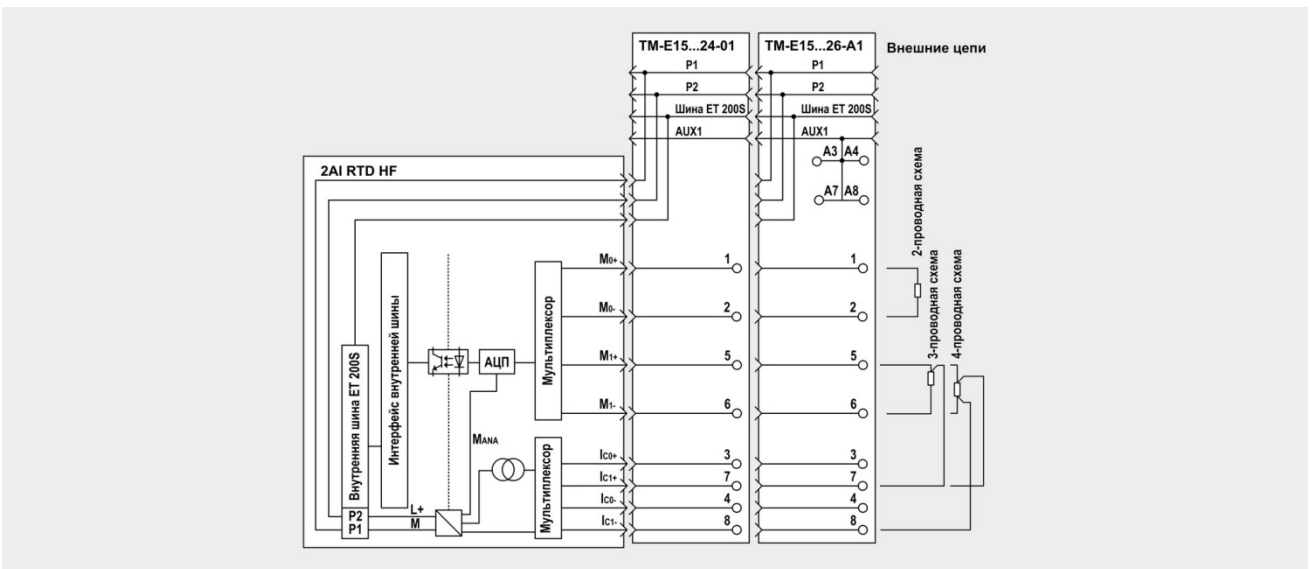 TM-E15...24-01
TM-E15...26-A1
Внешние цепи
P1
P1
P2
P2
Шина ET 200S
Шина ET 200S
AUX1
AUX1
A3 A4
A7 A8
2AI RTD HF
Внутренняя шина ET 200S
P2
P1
Интерфейс внутренней шины
L+
M
АЦП
MANA
Мультиплексор
Мультиплексор
M0+ 1 1
M0- 2 2
M1+ 5 5
M1- 6 6
IC0+ 3 3
IC1+ 7 7
IC0- 4 4
IC1- 8 8
2-проводная схема
3-проводная схема
4-проводная схема